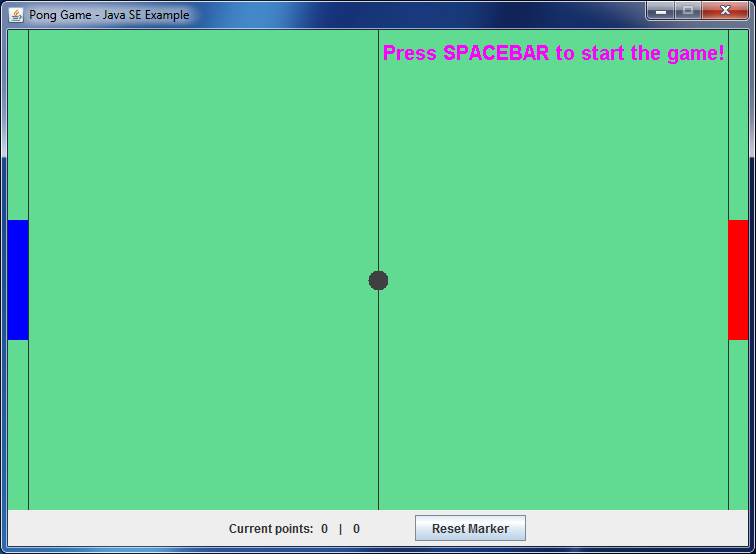 Pong Game - Java SE Example
Press SPACEBAR to start the game!
Current points: 0 | 0
Reset Marker